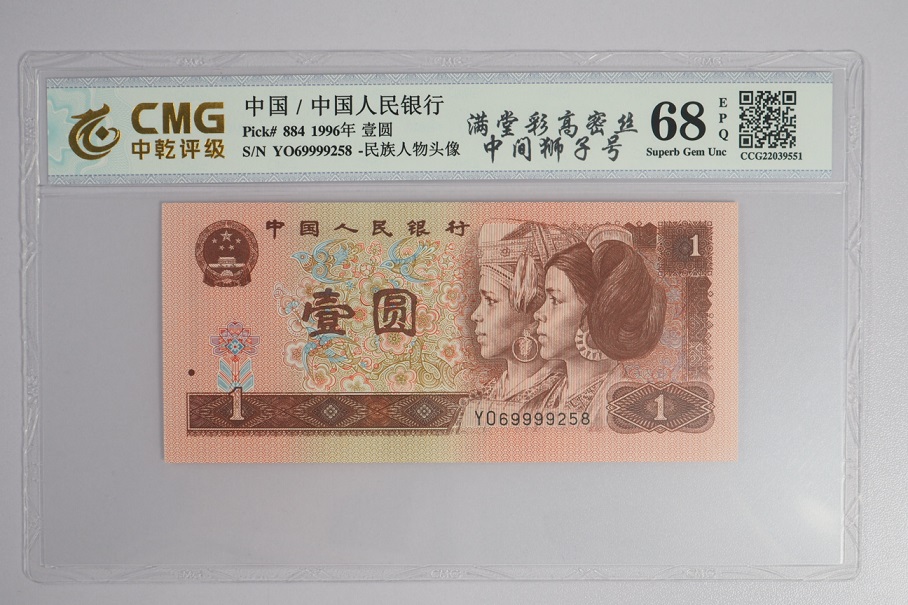 CMG
中乾评级
中国 / 中国人民银行
Pick# 884 1996年 壹圆
S/N YO69999258 -民族人物头像
满堂彩高密丝
中间狮子号
68
EPQ
Superb Gem Unc
CCG22039551
中国人民银行
1
壹圆
1
1
YO69999258